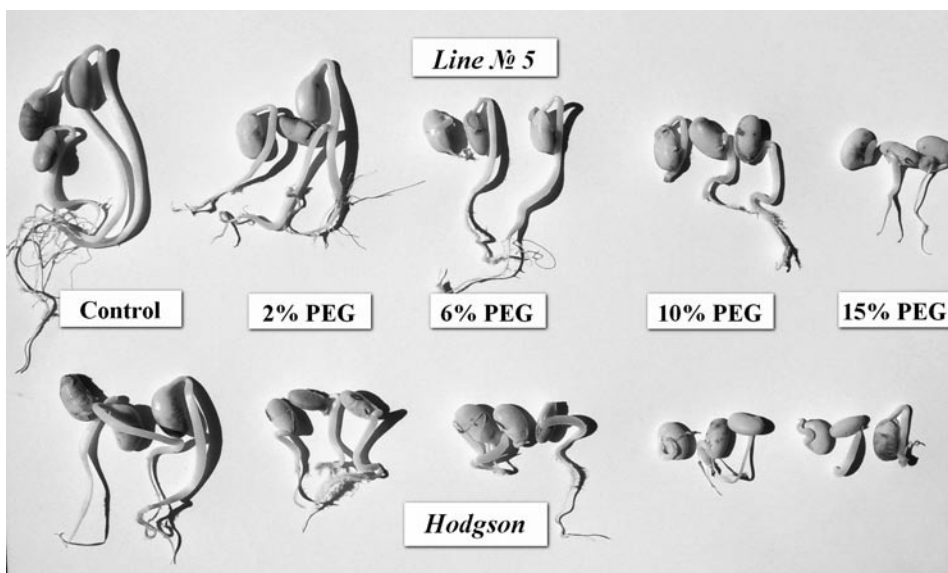 Line № 5
Control
2% PEG
6% PEG
10% PEG
15% PEG
Hodgson